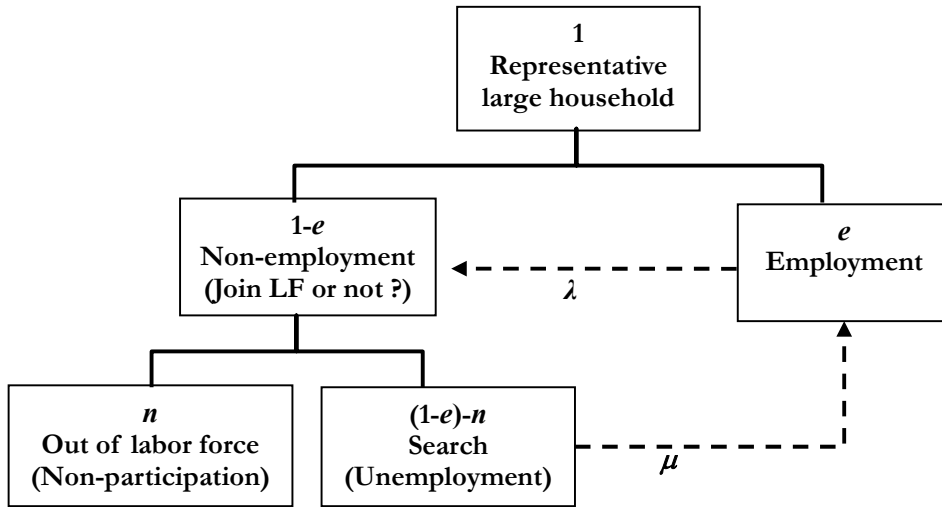 1
Representative
large household
1-e
Non-employment
(Join LF or not ?)
e
Employment
λ
n
Out of labor force
(Non-participation)
(1-e)-n
Search
(Unemployment)
μ